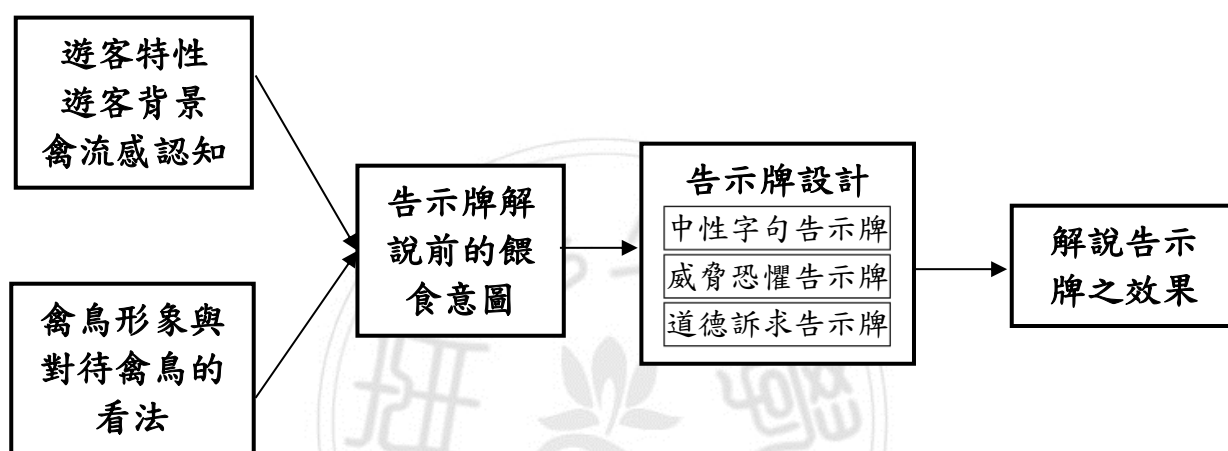 遊客特性
遊客背景
禽流感認知
禽鳥形象與
對待禽鳥的
看法
告示牌解
說前的餵
食意圖
告示牌設計
中性字句告示牌
威脅恐懼告示牌
道德訴求告示牌
解說告示
牌之效果